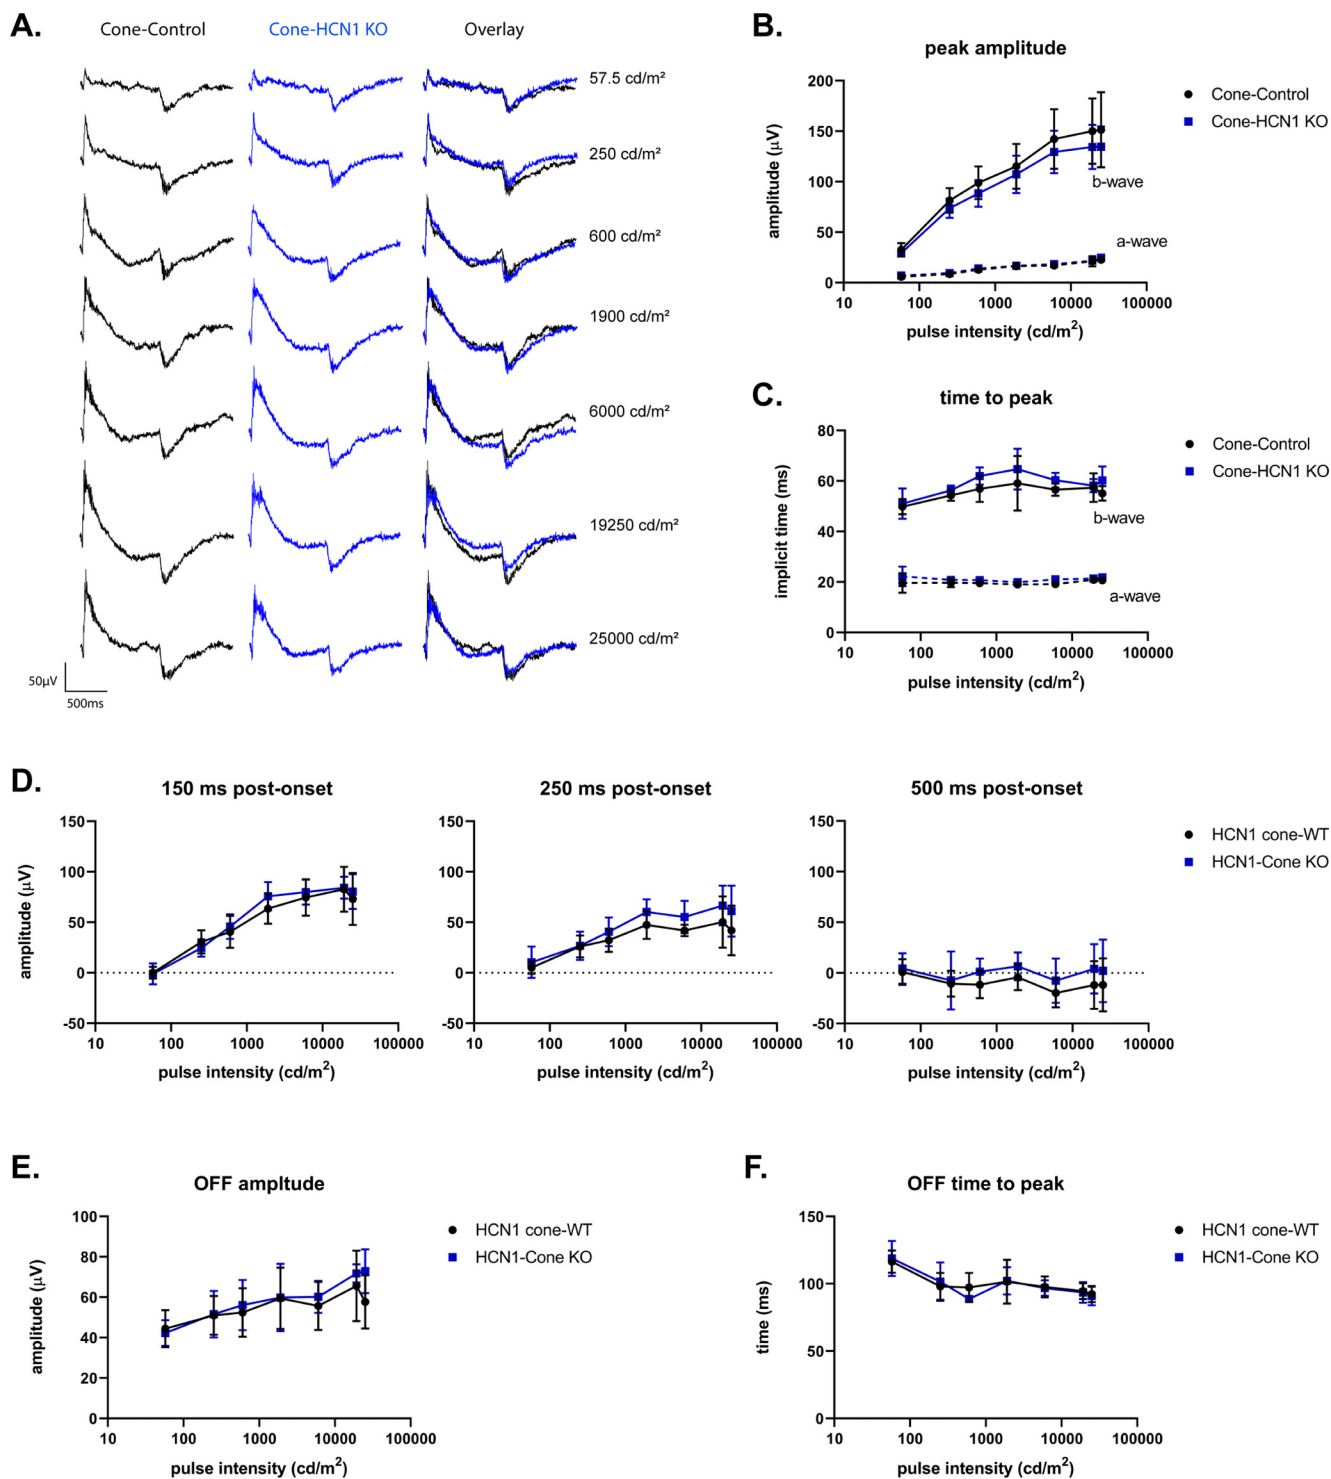 A.
Cone-Control
Cone-HCN1 KO
Overlay
57.5 cd/m²
250 cd/m²
600 cd/m²
1900 cd/m²
6000 cd/m²
19250 cd/m²
25000 cd/m²
50µV
500ms
B.
peak amplitude
200
150
100
50
0
amplitude (µV)
10 100 1000 10000 100000
pulse intensity (cd/m²)
b-wave
a-wave
Cone-Control
Cone-HCN1 KO
C.
time to peak
80
60
40
20
0
implicit time (ms)
10 100 1000 10000 100000
pulse intensity (cd/m²)
b-wave
a-wave
Cone-Control
Cone-HCN1 KO
D.
150 ms post-onset
150
100
50
0
-50
amplitude (µV)
10 100 1000 10000 100000
pulse intensity (cd/m²)
250 ms post-onset
150
100
50
0
-50
10 100 1000 10000 100000
pulse intensity (cd/m²)
500 ms post-onset
150
100
50
0
-50
10 100 1000 10000 100000
pulse intensity (cd/m²)
HCN1 cone-WT
HCN1-Cone KO
E.
OFF ampltude
100
80
60
40
20
0
amplitude (µV)
10 100 1000 10000 100000
pulse intensity (cd/m²)
HCN1 cone-WT
HCN1-Cone KO
F.
OFF time to peak
150
100
50
0
time (ms)
10 100 1000 10000 100000
pulse intensity (cd/m²)
HCN1 cone-WT
HCN1-Cone KO